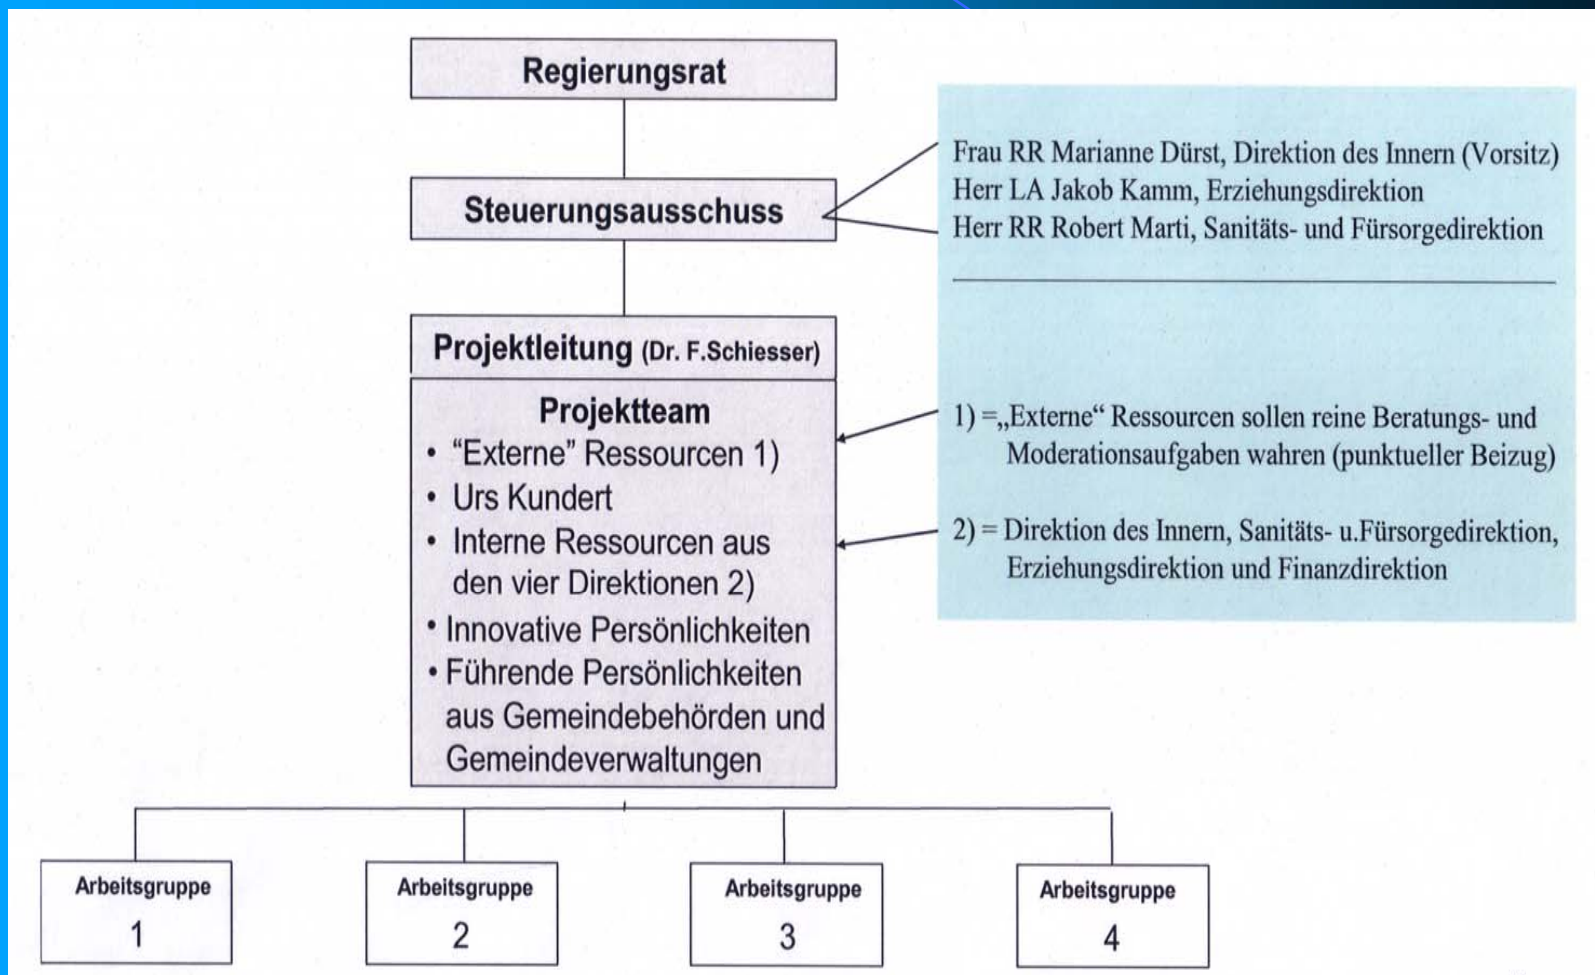 Regierungsrat
Steuerungsausschuss
Frau RR Marianne Dürst, Direktion des Innern (Vorsitz)
Herr LA Jakob Kamm, Erziehungsdirektion
Herr RR Robert Marti, Sanitäts- und Fürsorgedirektion
Projektleitung (Dr. F.Schiesser)
Projektteam
• “Externe” Ressourcen 1)
• Urs Kundert
• Interne Ressourcen aus
den vier Direktionen 2)
• Innovative Persönlichkeiten
• Führende Persönlichkeiten
aus Gemeindebehörden und
Gemeindeverwaltungen
1) =„Externe“ Ressourcen sollen reine Beratungs- und
Moderationsaufgaben wahren (punktueller Beizug)
2) = Direktion des Innern, Sanitäts- u.Fürsorgedirektion,
Erziehungsdirektion und Finanzdirektion
Arbeitsgruppe
1
Arbeitsgruppe
2
Arbeitsgruppe
3
Arbeitsgruppe
4